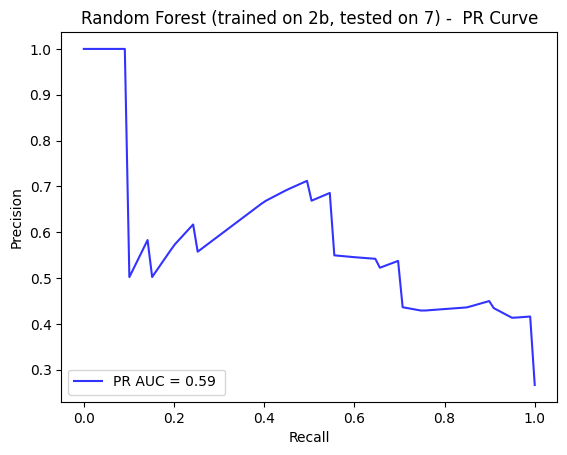 Random Forest (trained on 2b, tested on 7) -  PR Curve
Precision
1.0
0.9
0.8
0.7
0.6
0.5
0.4
0.3
PR AUC = 0.59
0.0 0.2 0.4 0.6 0.8 1.0
Recall